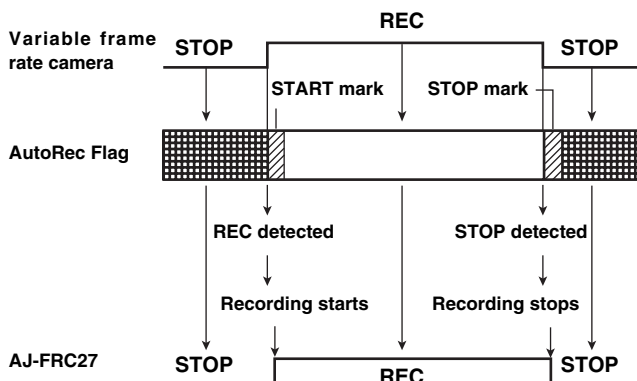 REC
Variable frame
rate camera
STOP
STOP
START mark
STOP mark
AutoRec Flag
REC detected
STOP detected
Recording starts
Recording stops
AJ-FRC27
STOP
REC
STOP